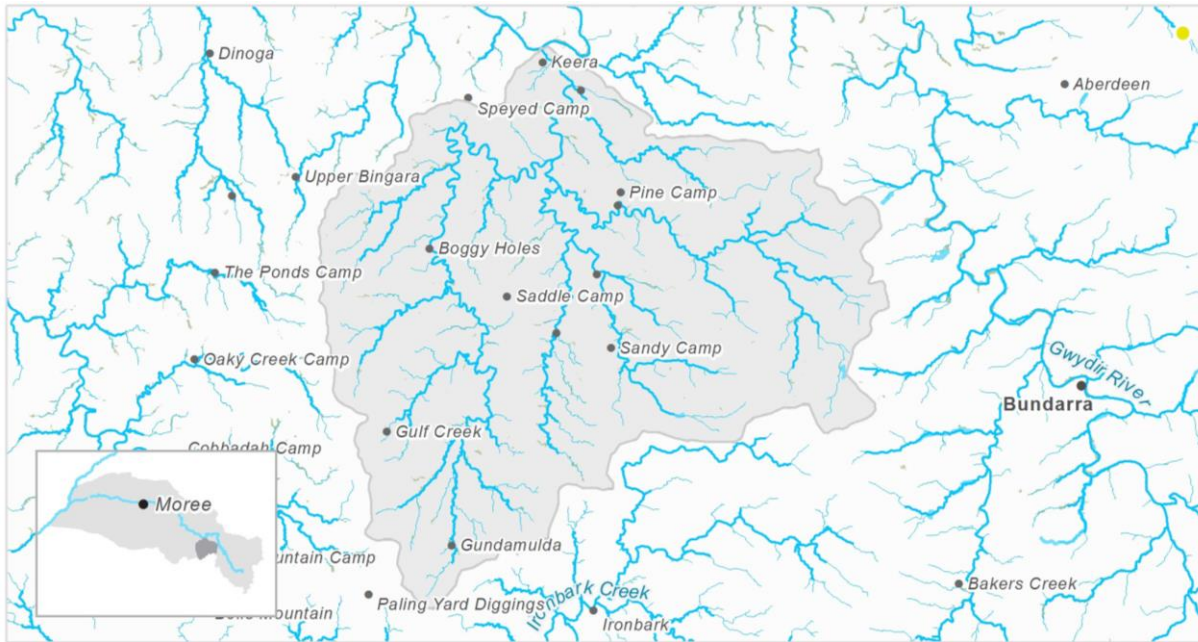 Dinoga
Keera
Aberdeen
Speyed Camp
Upper Bingara
Pine Camp
Boggy Holes
The Ponds Camp
Saddle Camp
Sandy Camp
Oaky Creek Camp
Gwydir River
Bundarra
Gulf Creek
Cobbadah Camp
Moree
Gundamulda
untain Camp
Bakers Creek
Paling Yard Diggings
Ironbark Creek
Ironbark
Mountain